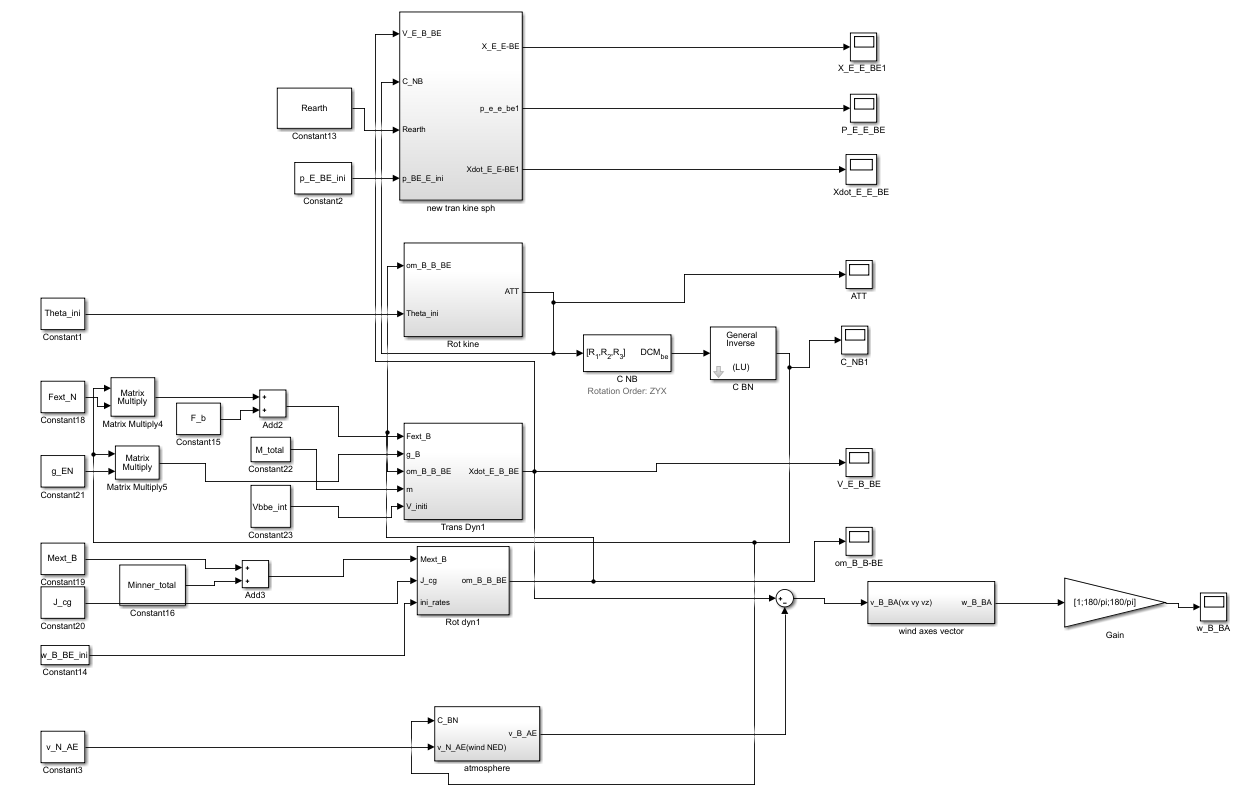 V_E_B_BE
X_E_E-BE
X_E_E_BE1
C_NB
Rearth
Constant13
p_e_e_be1
P_E_E_BE
Rearth
p_E_BE_ini
Constant2
p_BE_E_ini
Xdot_E_E-BE1
Xdot_E_E_BE
new tran kine sph
om_B_B_BE
ATT
ATT
Theta_ini
Constant1
Theta_ini
Rot kine
[R1,R2,R3]
DCMbe
C NB
Rotation Order: ZYX
General
Inverse
(LU)
C BN
C_NB1
Fext_N
Constant18
Matrix
Multiply
Matrix Multiply4
F_b
Constant15
+
+
Add2
M_total
Constant22
g_EN
Constant21
Matrix
Multiply
Matrix Multiply5
Vbbe_int
Constant23
Fext_B
g_B
om_B_B_BE
m
V_initi
Xdot_E_B_BE
Trans Dyn1
V_E_B_BE
Mext_B
Constant19
Minner_total
Constant16
+
+
Add3
J_cg
Constant20
Mext_B
J_cg
ini_rates
om_B_B_BE
Rot dyn1
om_B_B-BE
w_B_BE_ini
Constant14
+
−
v_B_BA(vx vy vz)
w_B_BA
wind axes vector
[1;180/pi;180/pi]
Gain
w_B_BA
v_N_AE
Constant3
C_BN
v_N_AE(wind NED)
v_B_AE
atmosphere